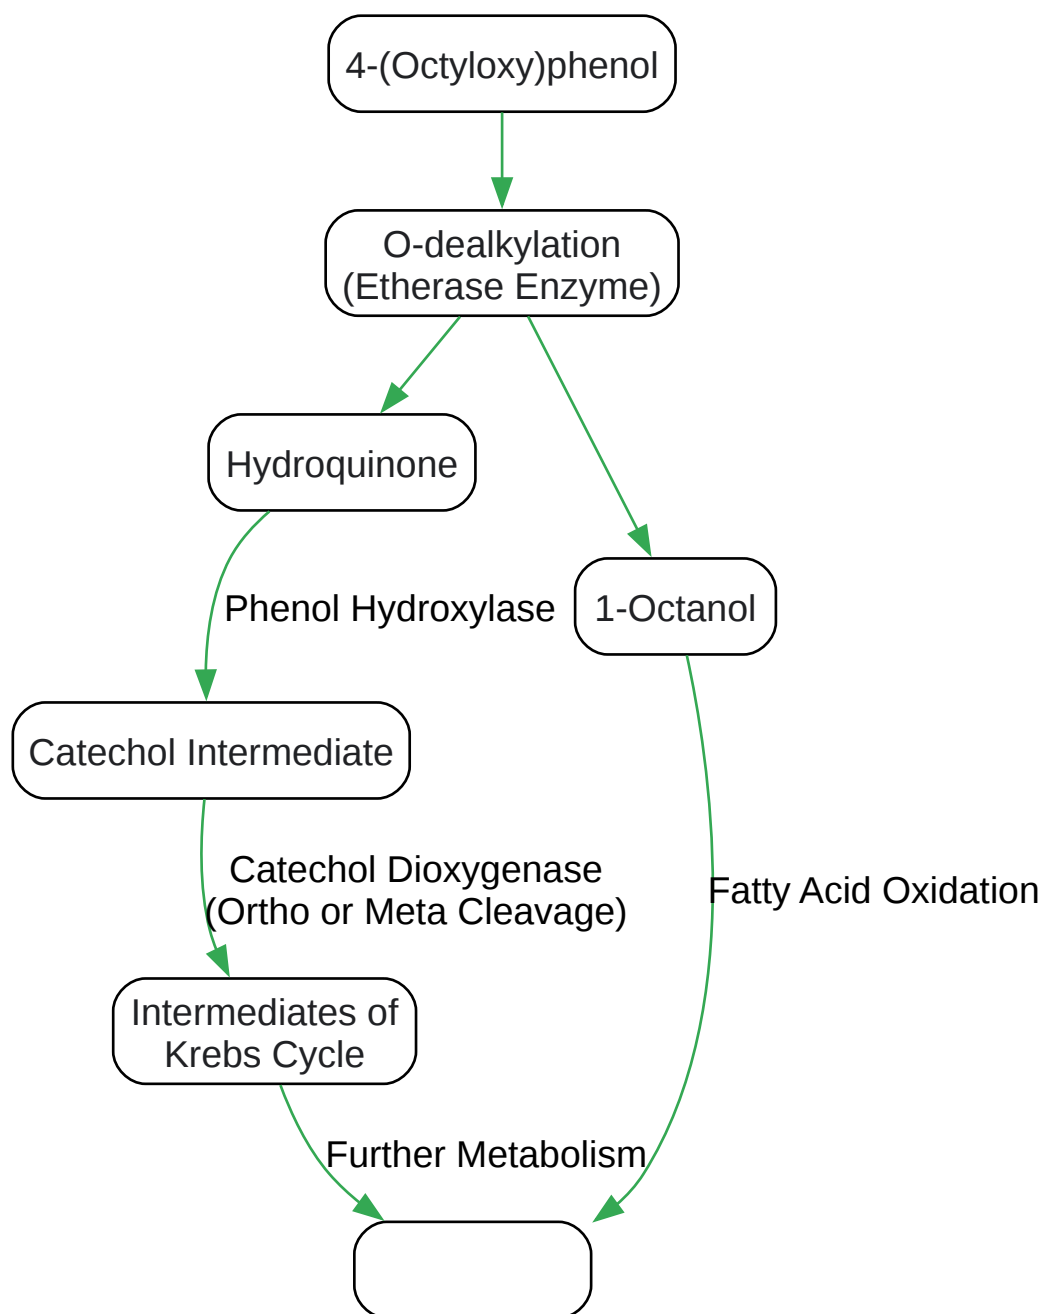 4-(Octyloxy)phenol
O-dealkylation
(Etherase Enzyme)
Hydroquinone
Phenol Hydroxylase
1-Octanol
Catechol Intermediate
Catechol Dioxygenase
(Ortho or Meta Cleavage)
Fatty Acid Oxidation
Intermediates of
Krebs Cycle
Further Metabolism